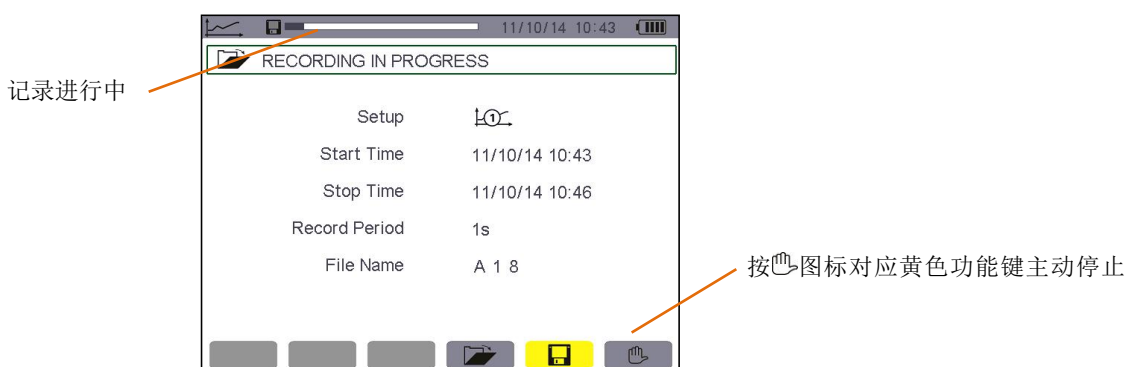 11/10/14 10:43
RECORDING IN PROGRESS
记录进行中
Setup 1
Start Time 11/10/14 10:43
Stop Time 11/10/14 10:46
Record Period 1s
File Name A 1 8
按图标对应黄色功能键主动停止